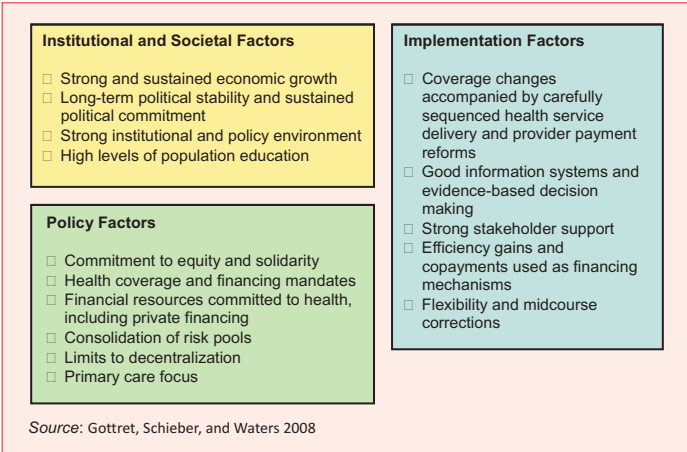 Institutional and Societal Factors
□ Strong and sustained economic growth
□ Long-term political stability and sustained
political commitment
□ Strong institutional and policy environment
□ High levels of population education
Policy Factors
□ Commitment to equity and solidarity
□ Health coverage and financing mandates
□ Financial resources committed to health,
including private financing
□ Consolidation of risk pools
□ Limits to decentralization
□ Primary care focus
Implementation Factors
□ Coverage changes
accompanied by carefully
sequenced health service
delivery and provider payment
reforms
□ Good information systems and
evidence-based decision
making
□ Strong stakeholder support
□ Efficiency gains and
copayments used as financing
mechanisms
□ Flexibility and midcourse
corrections
Source: Gottret, Schieber, and Waters 2008